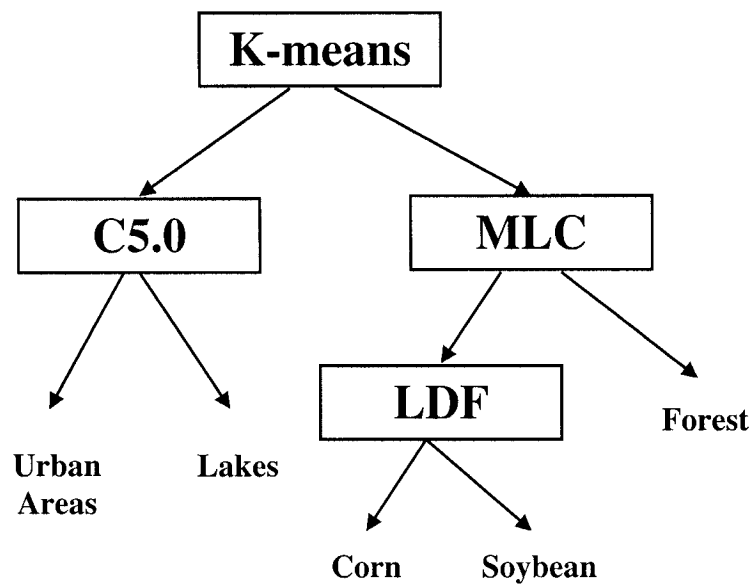 K-means
C5.0
MLC
LDF
Forest
Urban
Areas
Lakes
Corn
Soybean